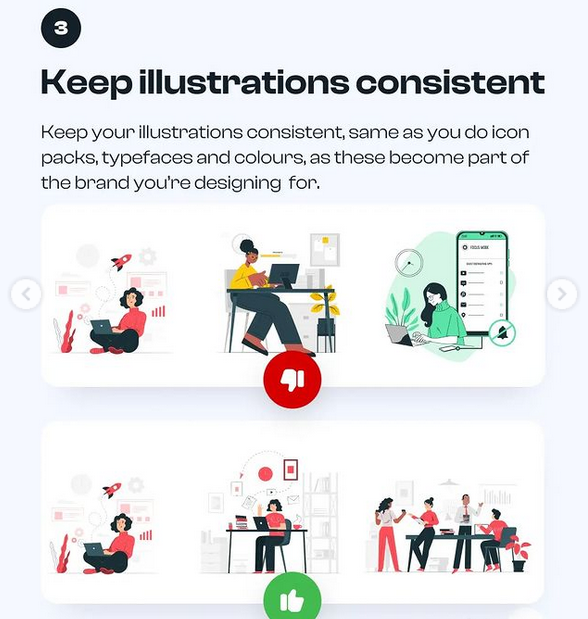 3
Keep illustrations consistent
Keep your illustrations consistent, same as you do icon
packs, typefaces and colours, as these become part of
the brand you're designing for.
FOCUS MODE